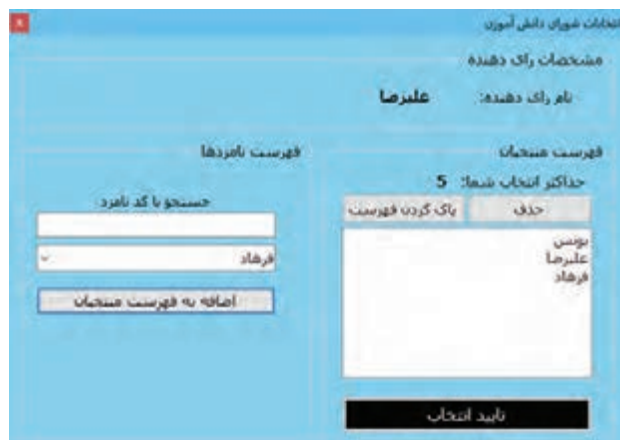 انتخابات شورای دانش آموزی
مشخصات رای دهنده
نام رای دهنده: علیرضا
فهرست منتخبان
حداکثر انتخاب شما: 5
حذف
پاک کردن فهرست
یونس
علیرضا
فرهاد
تایید انتخاب
فهرست نامزدها
جستجو با کد نامزد
فرهاد
اضافه به فهرست منتخبان